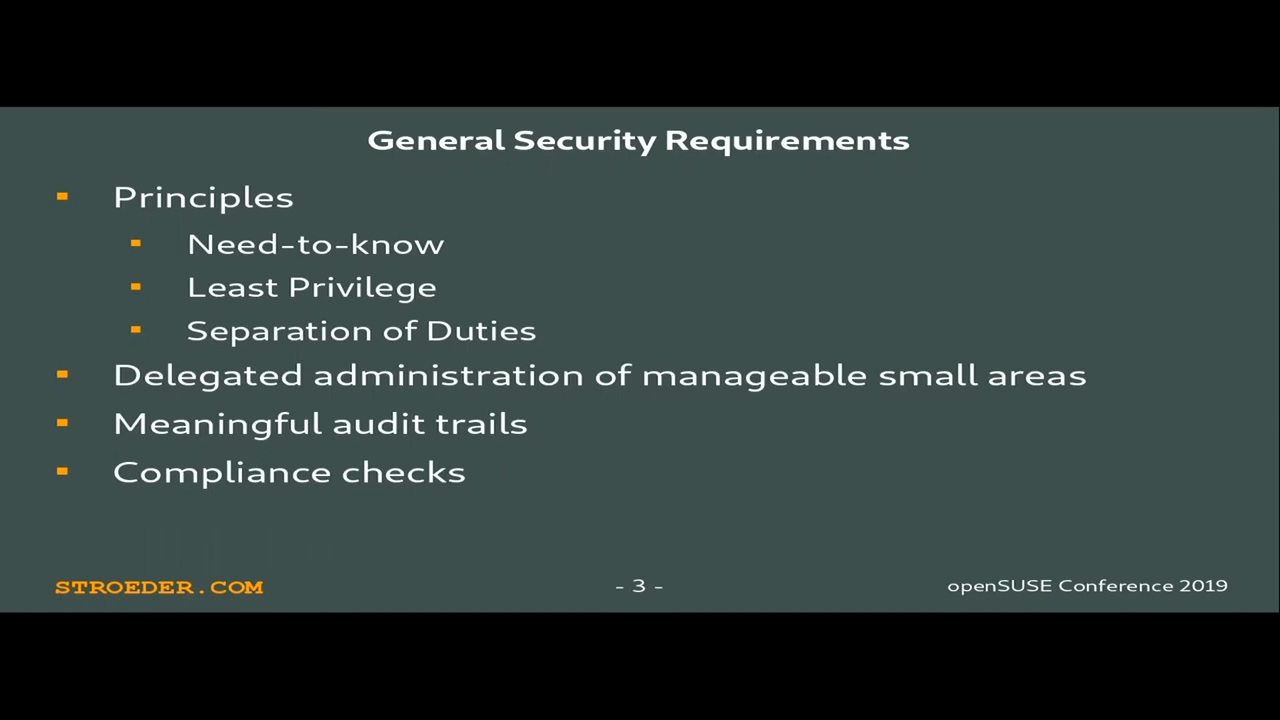 General Security Requirements
Principles
Need-to-know
Least Privilege
Separation of Duties
Delegated administration of manageable small areas
Meaningful audit trails
Compliance checks
STROEDER.COM
- 3 -
openSUSE Conference 2019